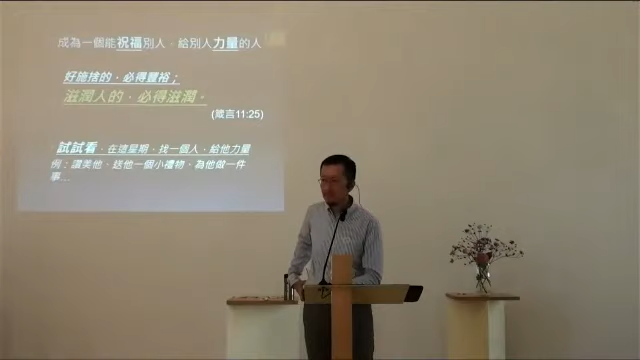 成為一個能祝福別人，給別人力量的人
好施捨的，必得豐裕；
滋潤人的，必得滋潤。
(箴言11:25)
試試看，在這星期，找一個人，給他力量
例：讚美他，送他一個小禮物，為他做一件
事...